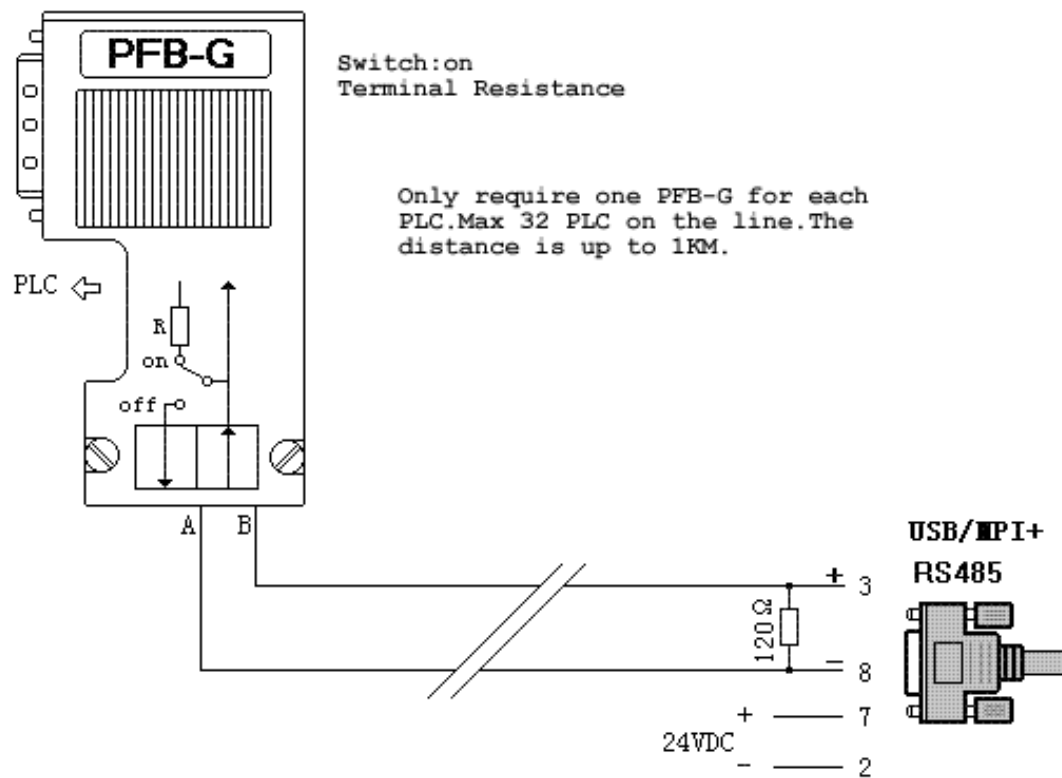 PFB-G
Switch:on
Terminal Resistance
Only require one PFB-G for each
PLC.Max 32 PLC on the line.The
distance is up to 1KM.
PLC
R
on
off
A B
USB/MPI+
RS485
+ 3
120Ω
- 8
+ 7
24VDC
- 2